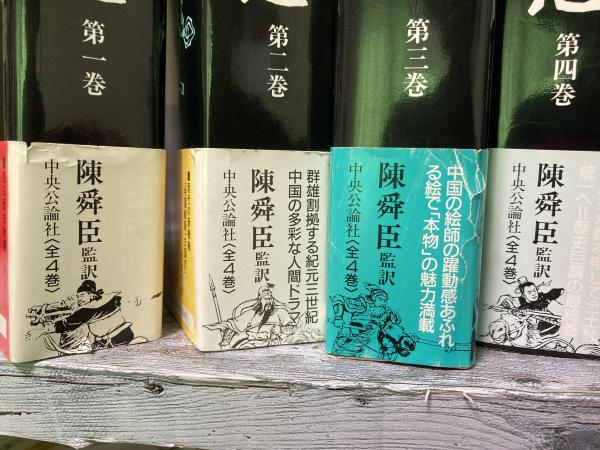 第一巻
陳舜臣 監訳
中央公論社〈全4巻〉
第二巻
群雄割拠する紀元三世紀
中国の多彩な人間ドラマ
陳舜臣 監訳
中央公論社〈全4巻〉
第三巻
中国の絵師の躍動感あふれ
る絵で「本物」の魅力満載
陳舜臣 監訳
中央公論社〈全4巻〉
第四巻
陳舜臣 監訳
中央公論社〈全4巻〉